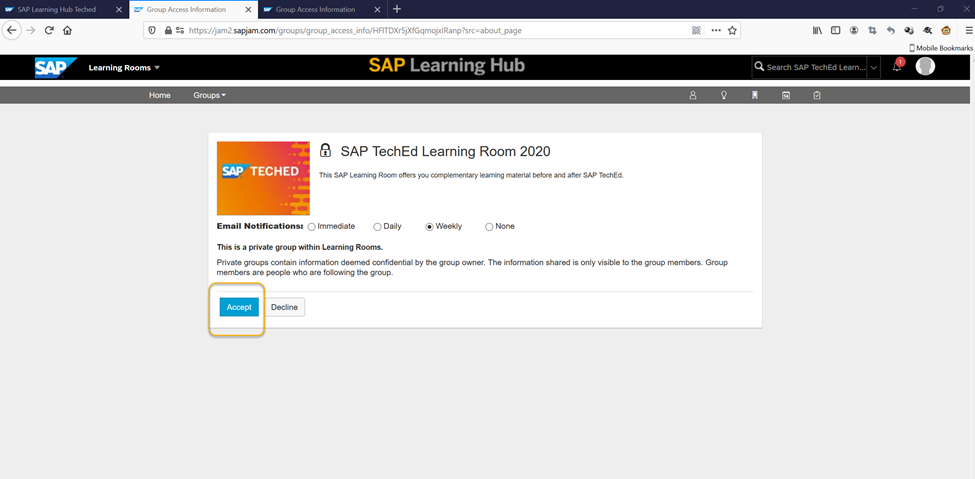 SAP Learning Hub Teched
Group Access Information
Group Access Information
https://jam2.sapjam.com/groups/group_access_info/HFITDXr5jXfGqmojxIRanp?src=about_page
Mobile Bookmarks
SAP Learning Rooms
SAP Learning Hub
Search SAP TechEd Learn...
1
Home Groups
SAP TECHED
SAP TechEd Learning Room 2020
This SAP Learning Room offers you complementary learning material before and after SAP TechEd.
Email Notifications: Immediate Daily Weekly None
This is a private group within Learning Rooms.
Private groups contain information deemed confidential by the group owner. The information shared is only visible to the group members. Group
members are people who are following the group.
Accept Decline